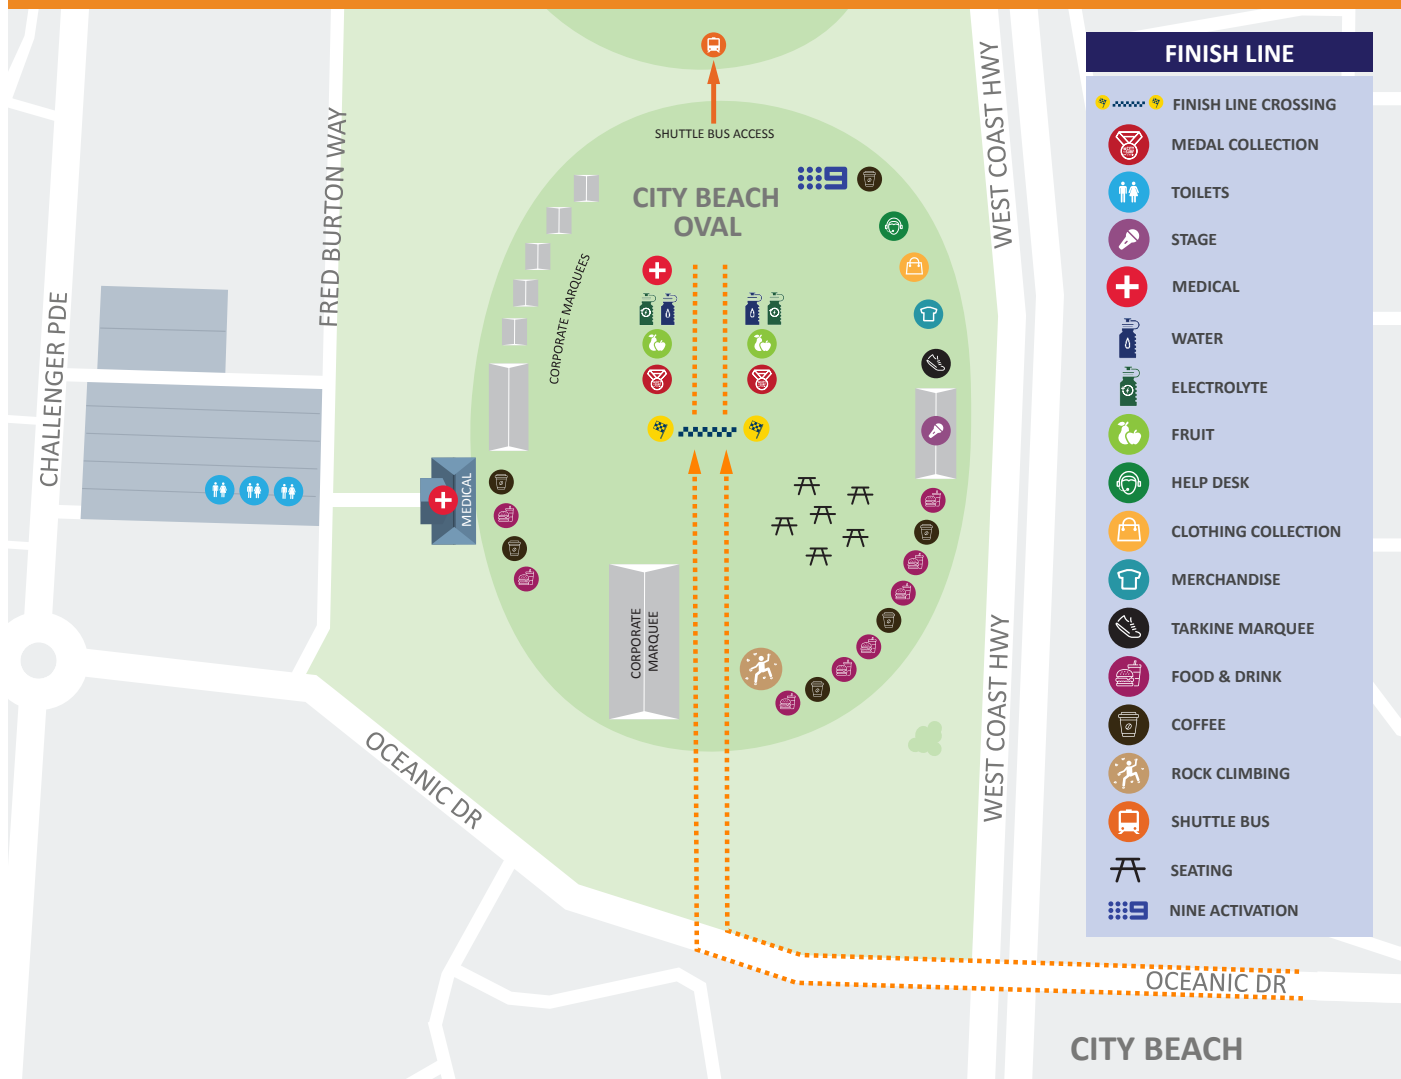 SHUTTLE BUS ACCESS
CITY BEACH
OVAL
CORPORATE MARQUEES
CHALLENGER PDE
FRED BURTON WAY
WEST COAST HWY
WEST COAST HWY
MEDICAL
CORPORATE
MARQUEE
OCEANIC DR
OCEANIC DR
CITY BEACH
9
FINISH LINE
FINISH LINE CROSSING
MEDAL COLLECTION
TOILETS
STAGE
MEDICAL
WATER
ELECTROLYTE
FRUIT
HELP DESK
CLOTHING COLLECTION
MERCHANDISE
TARKINE MARQUEE
FOOD & DRINK
COFFEE
ROCK CLIMBING
SHUTTLE BUS
SEATING
9
NINE ACTIVATION